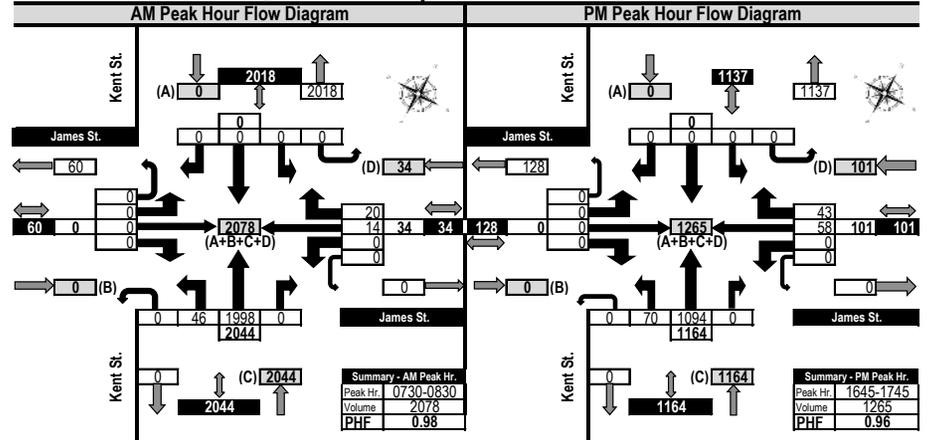 AM Peak Hour Flow Diagram PM Peak Hour Flow Diagram
Kent St. Kent St.
2018 1137
(A) 0 2018 (A) 0 1137
0 0
James St. 0 0 0 0 James St. 0 0 0 0
60 (D) 34 128 (D) 101
0 0
0 20 0 43
60 0 0 2078 14 34 34 128 0 0 1265 58 101 101
0 (A+B+C+D) 0 0 (A+B+C+D) 0
0 0
0 (B) 0 0 (B) 0
0 46 1998 0 James St. 0 70 1094 0 James St.
2044 1164
Kent St. Kent St.
0 (C) 2044 Summary - AM Peak Hr. 0 (C) 1164 Summary - PM Peak Hr.
Peak Hr. 0730-0830 Peak Hr. 1645-1745
2044 Volume 2078 1164 Volume 1265
PHF 0.98 PHF 0.96